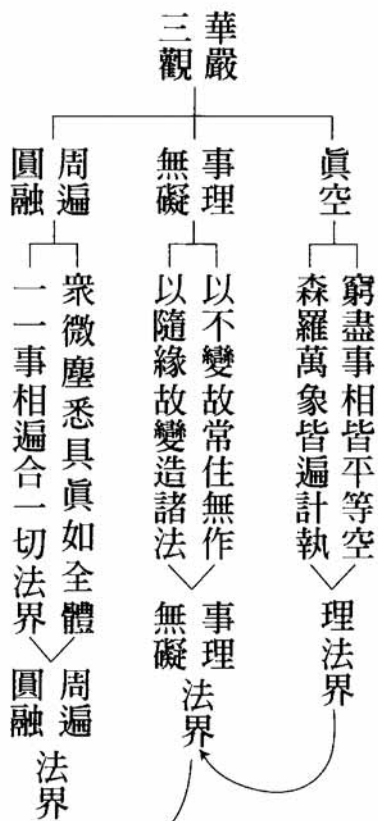 華嚴
三觀
眞空
窮盡事相皆平等空
森羅萬象皆遍計執
理法界
事理
無礙
以不變故常住無作
以隨緣故變造諸法
事理
無礙
法界
周遍
圓融
衆微塵悉具眞如全體
一一事相遍合一切法界
周遍
圓融
法界